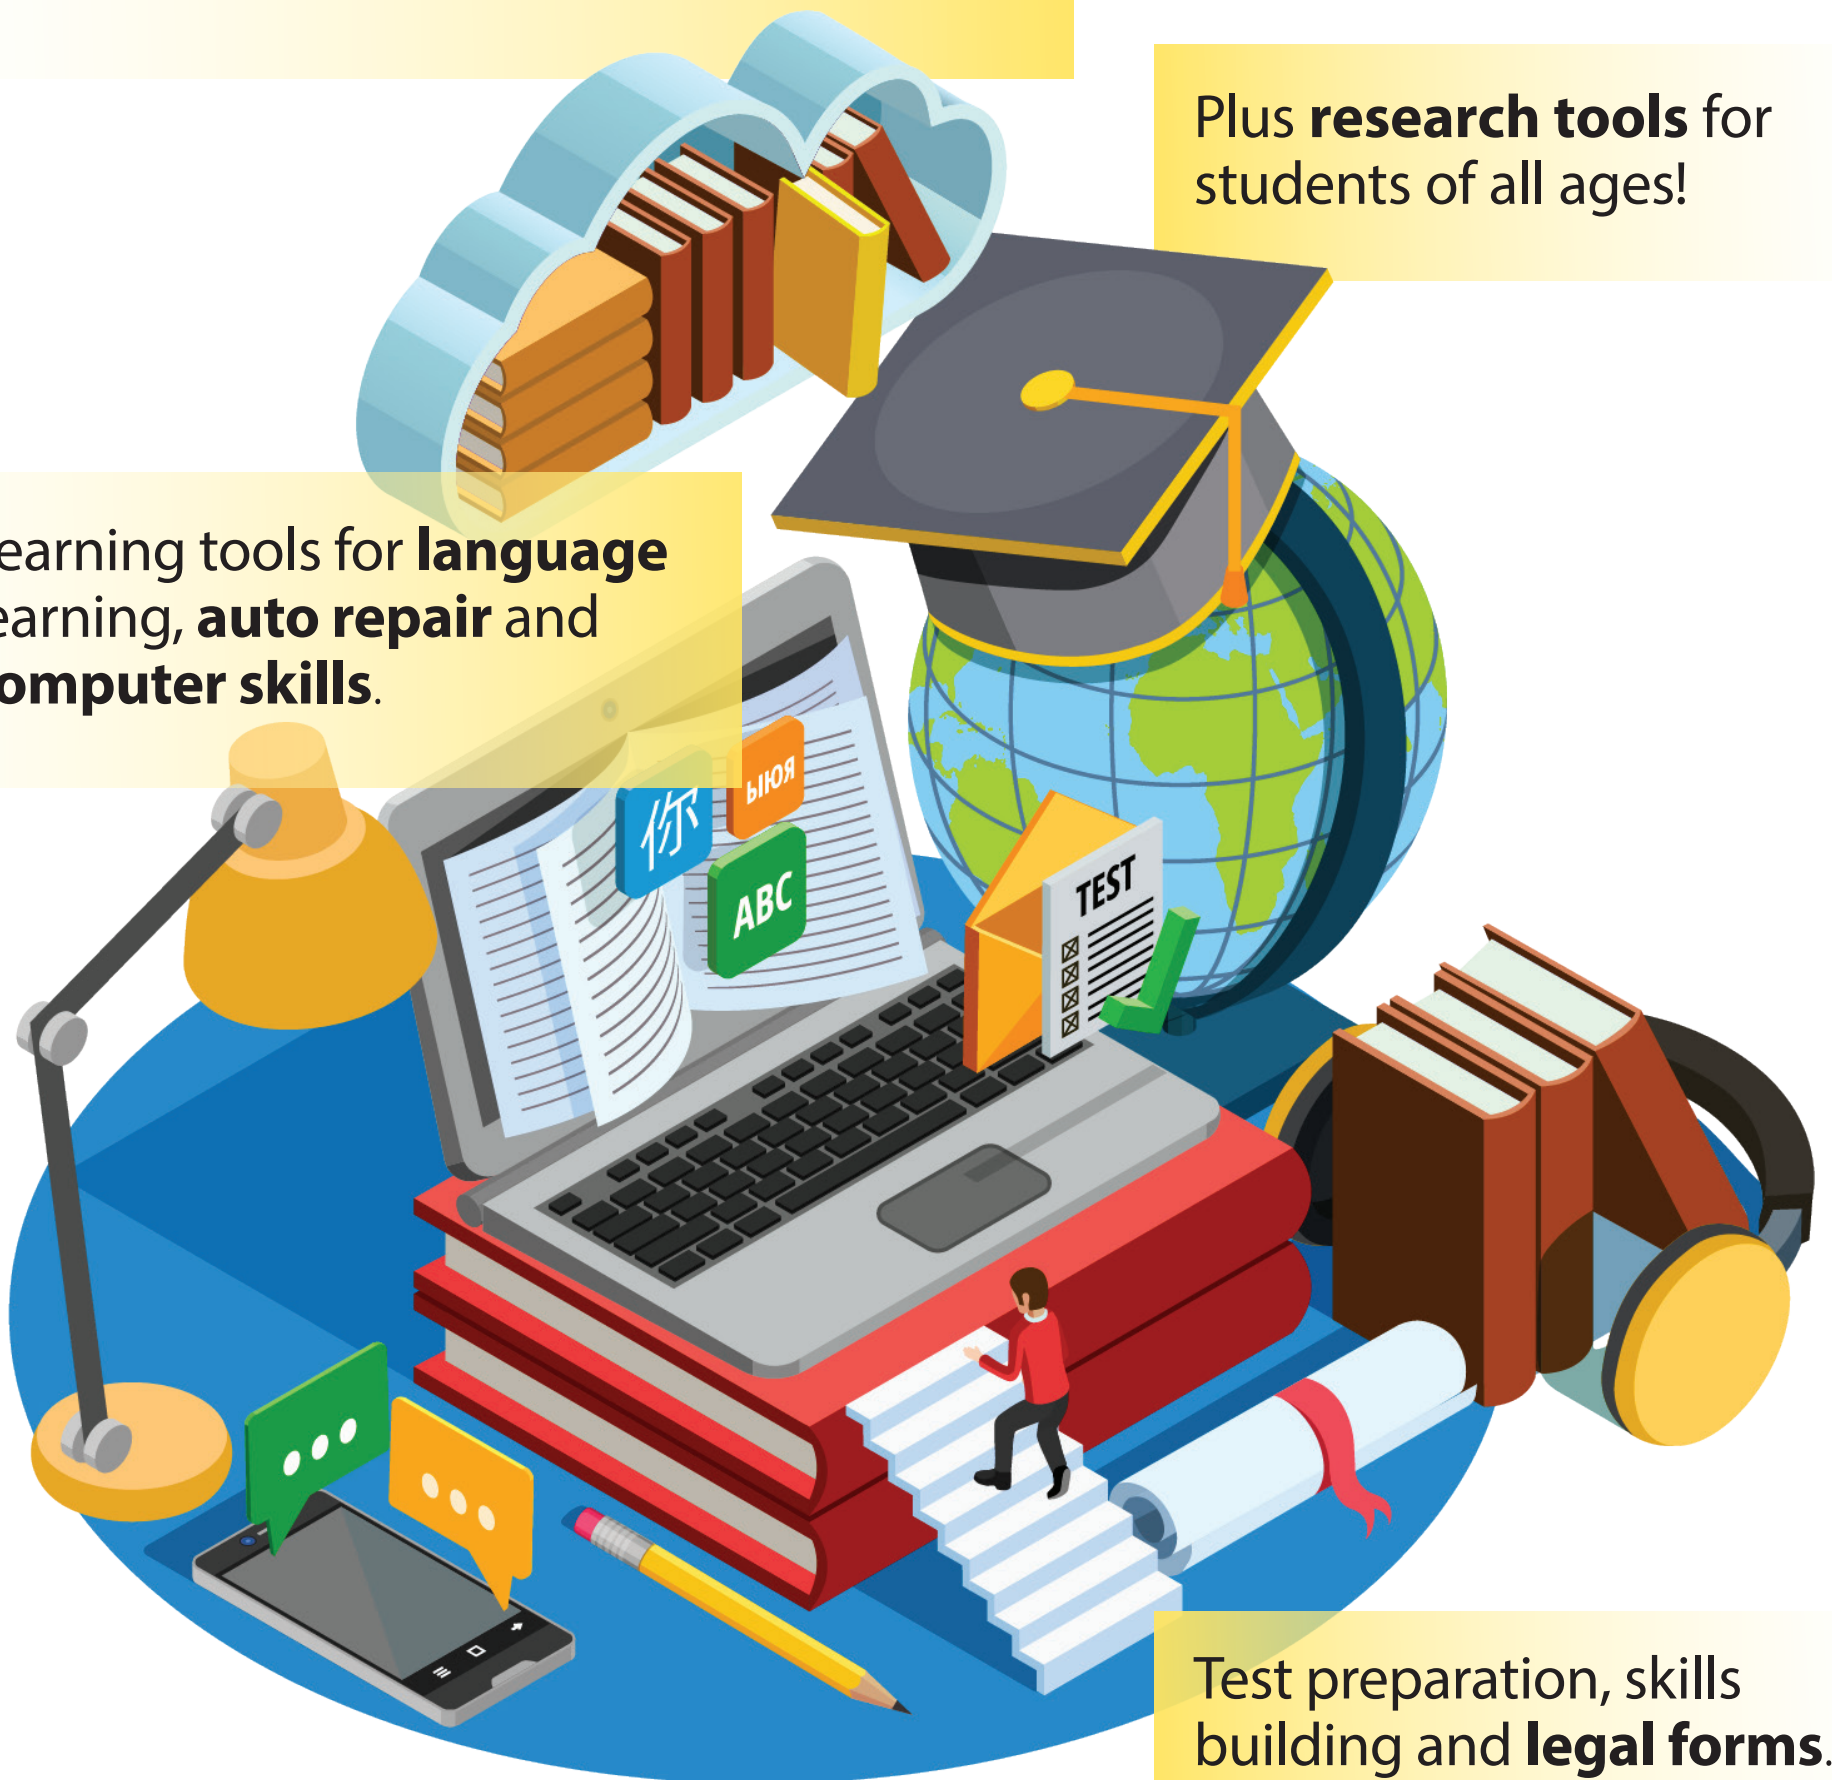 Plus research tools for
students of all ages!
earning tools for language
earning, auto repair and
omputer skills.
你
ЫЮЯ
ABC
TEST
Test preparation, skills
building and legal forms.